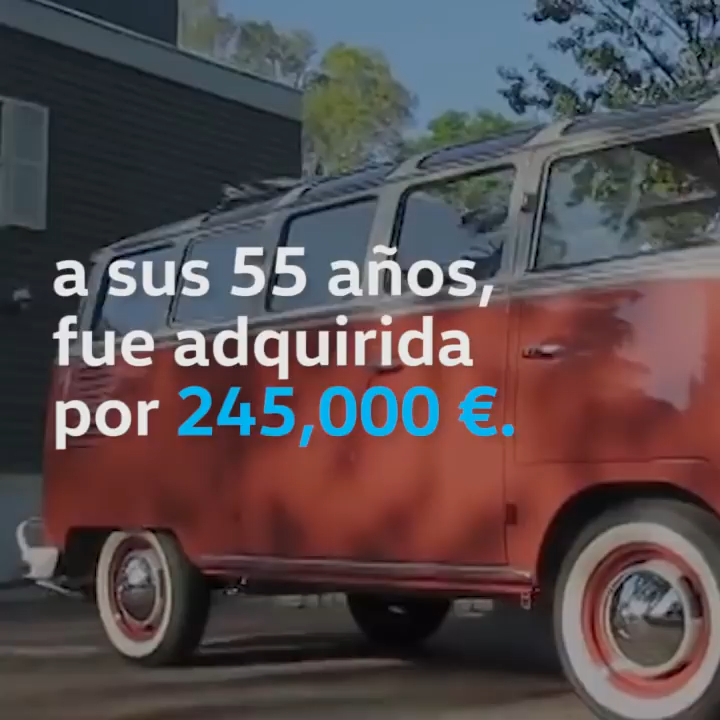 a sus 55 años,
fue adquirida
por 245,000 €.